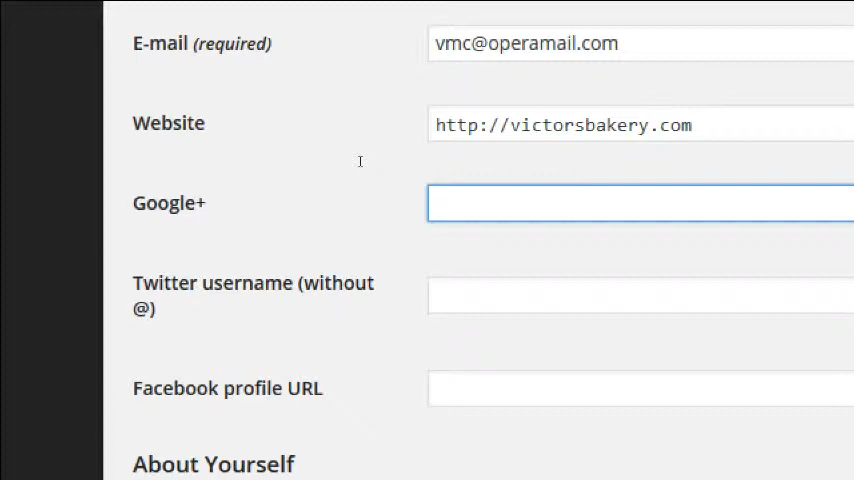 E-mail (required)
vmc@operamail.com
Website
http://victorsbakery.com
Google+
Twitter username (without
@)
Facebook profile URL
About Yourself